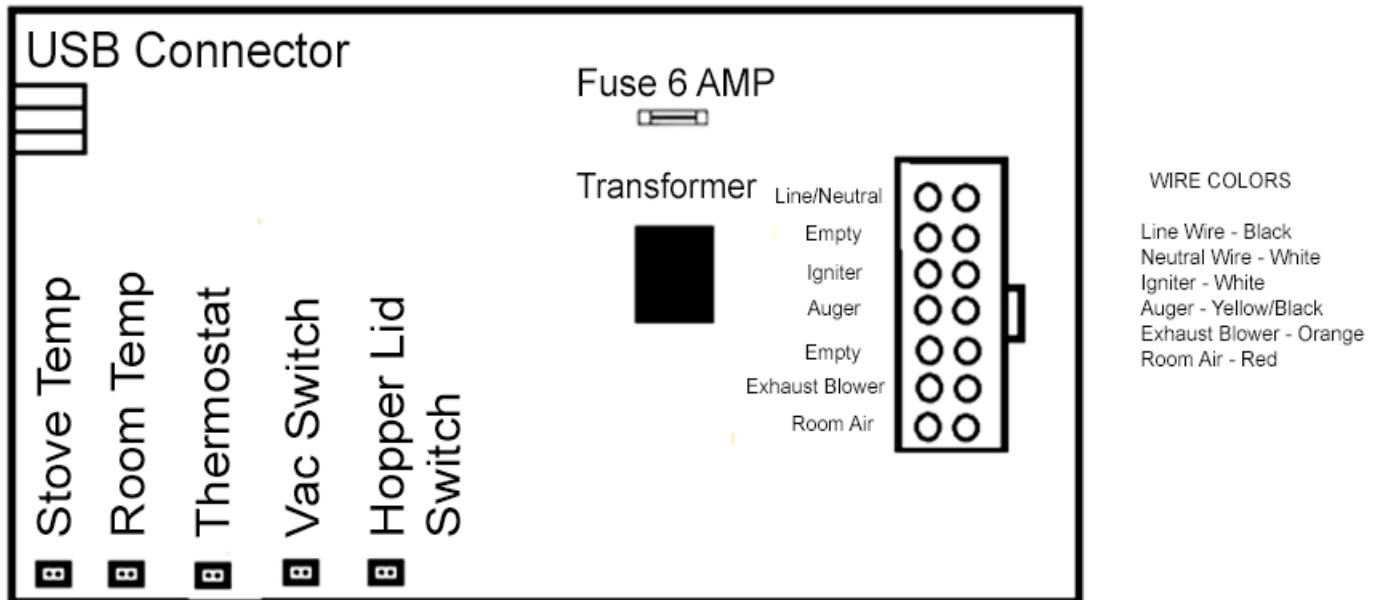 USB Connector
Fuse 6 AMP
Transformer
Line/Neutral
Empty
Igniter
Auger
Empty
Exhaust Blower
Room Air
WIRE COLORS
Line Wire - Black
Neutral Wire - White
Igniter - White
Auger - Yellow/Black
Exhaust Blower - Orange
Room Air - Red
Stove Temp
Room Temp
Thermostat
Vac Switch
Hopper Lid
Switch